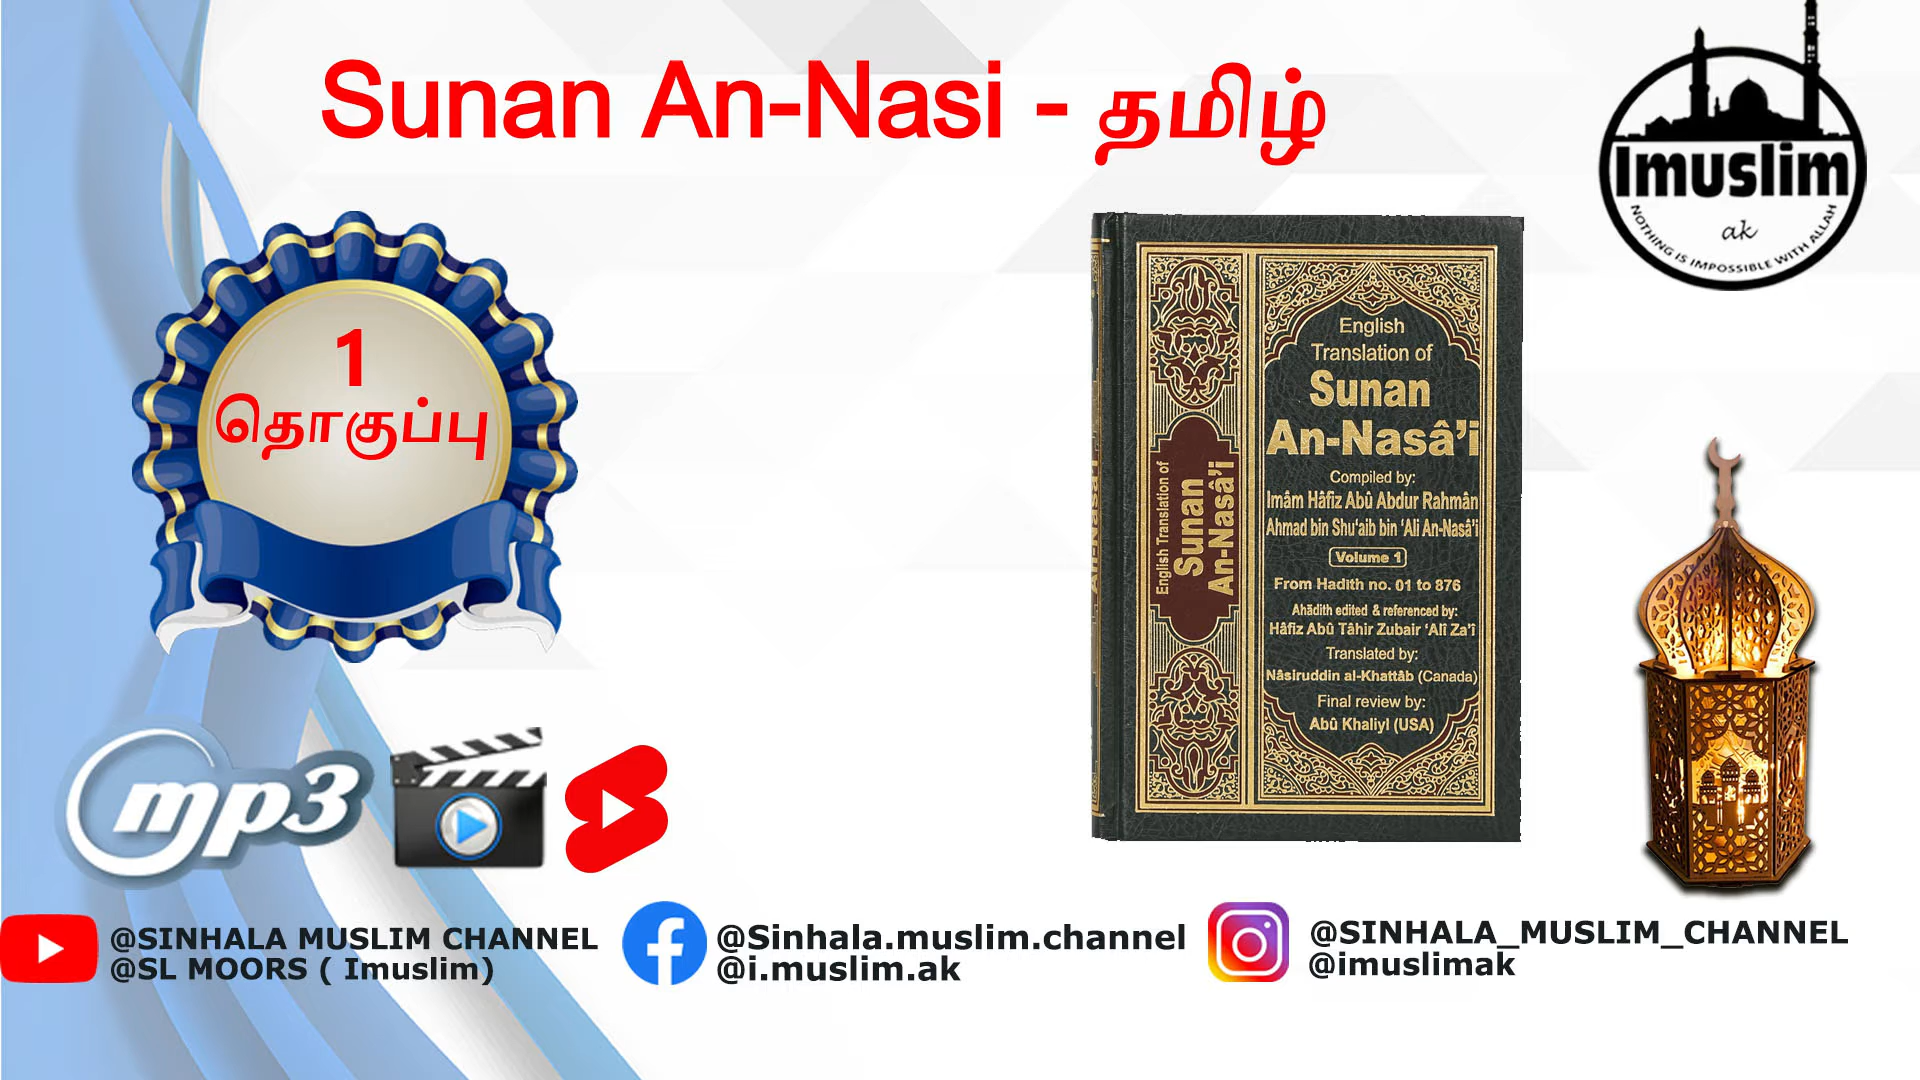 Sunan An-Nasi - தமிழ்
Imuslim
ak
NOTHING IS IMPOSSIBLE WITH ALLAH
1
தொகுப்பு
English
Translation of
Sunan
An-Nasâ'i
Compiled by:
Imâm Hâfiz Abû Abdur Rahmân
Ahmad bin Shu'aib bin 'Ali An-Nasâ'i
Volume 1
From Hadith no. 01 to 876
Ahādith edited & referenced by:
Hâfiz Abû Tâhir Zubair 'Alî Za'î
Translated by:
Nâsiruddin al-Khattâb (Canada)
Final review by:
Abû Khaliyl (USA)
English Translation of
Sunan
An-Nasâ'i
An-Nasâ'i
mp3
@SINHALA MUSLIM CHANNEL
@SL MOORS ( Imuslim)
@Sinhala.muslim.channel
@i.muslim.ak
@SINHALA_MUSLIM_CHANNEL
@imuslimak